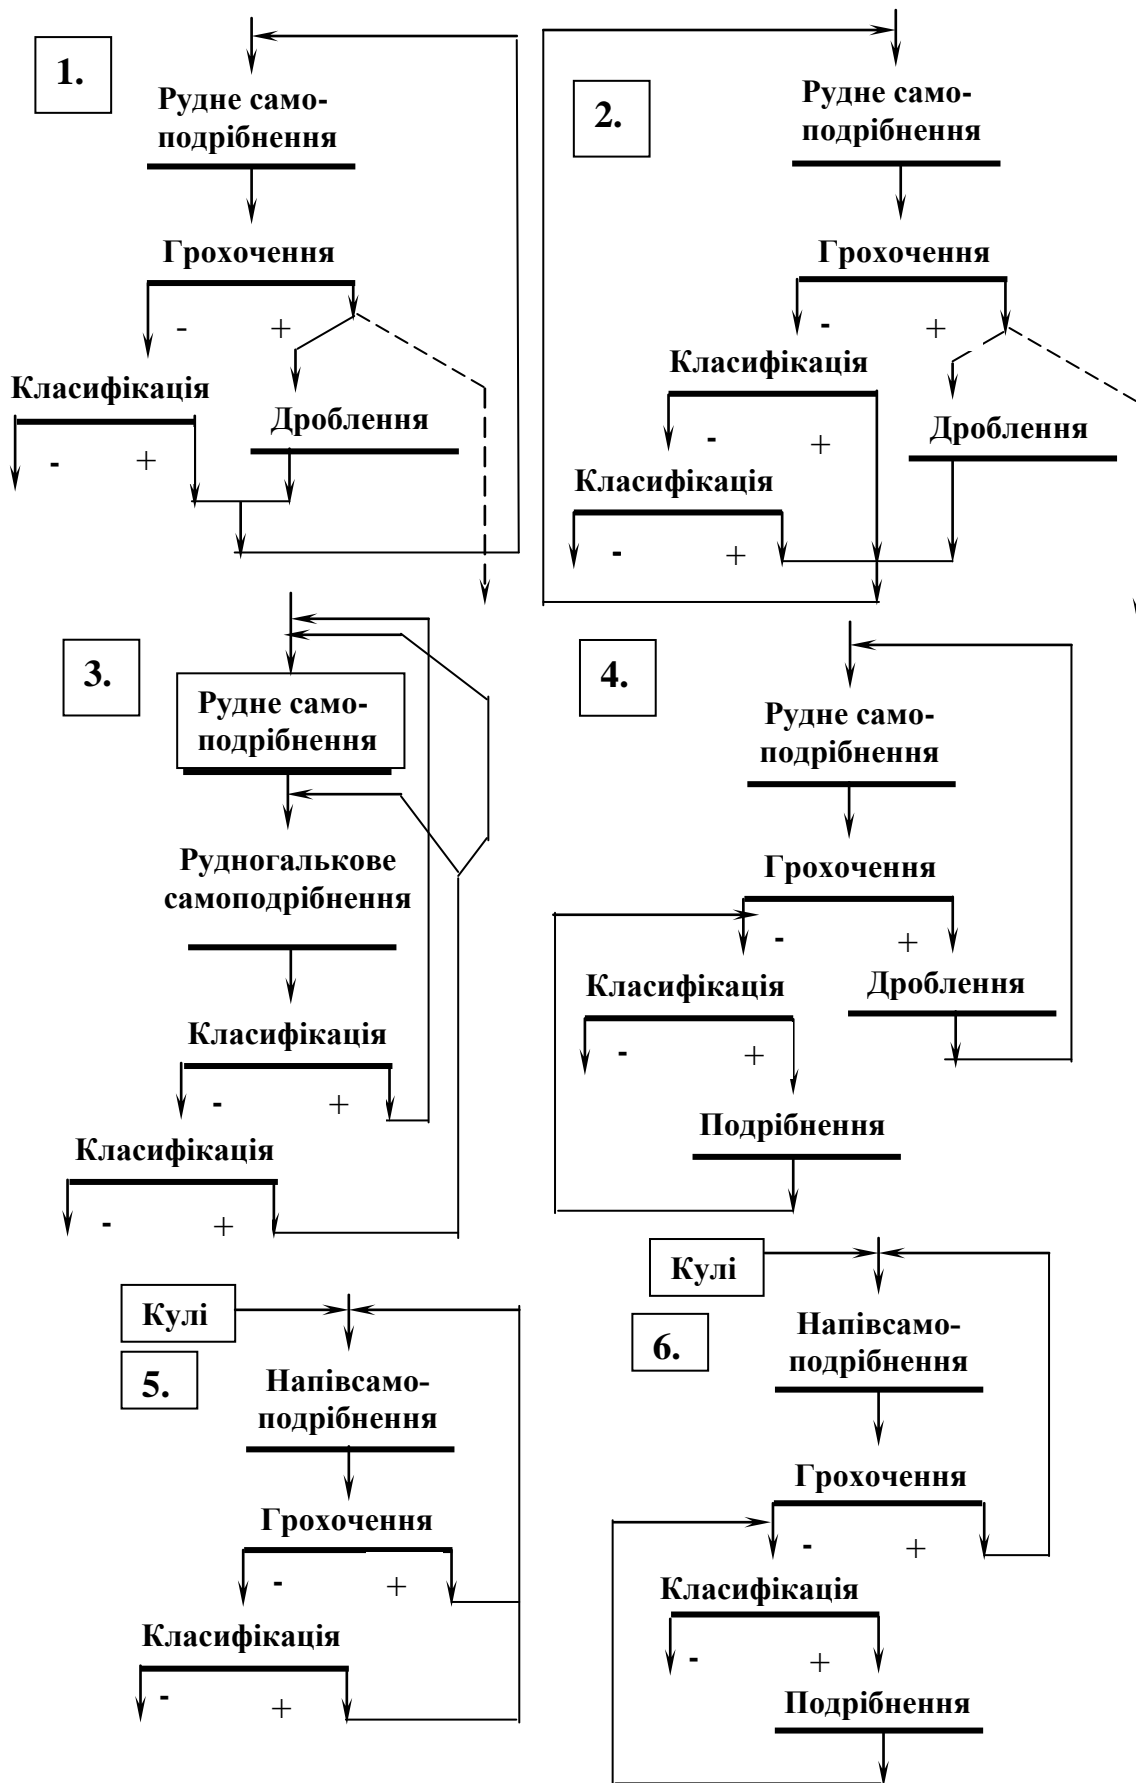 1.
Рудне само-
подрібнення
Грохочення
- +
Класифікація
Дроблення
- +
2.
Рудне само-
подрібнення
Грохочення
- +
Класифікація
Дроблення
- +
Класифікація
- +
3.
Рудне само-
подрібнення
Рудногалькове
самоподрібнення
Класифікація
- +
Класифікація
- +
4.
Рудне само-
подрібнення
Грохочення
- +
Класифікація
Дроблення
- +
Подрібнення
Кулі
5.
Напівсамо-
подрібнення
Грохочення
- +
Класифікація
- +
Кулі
6.
Напівсамо-
подрібнення
Грохочення
- +
Класифікація
- +
Подрібнення